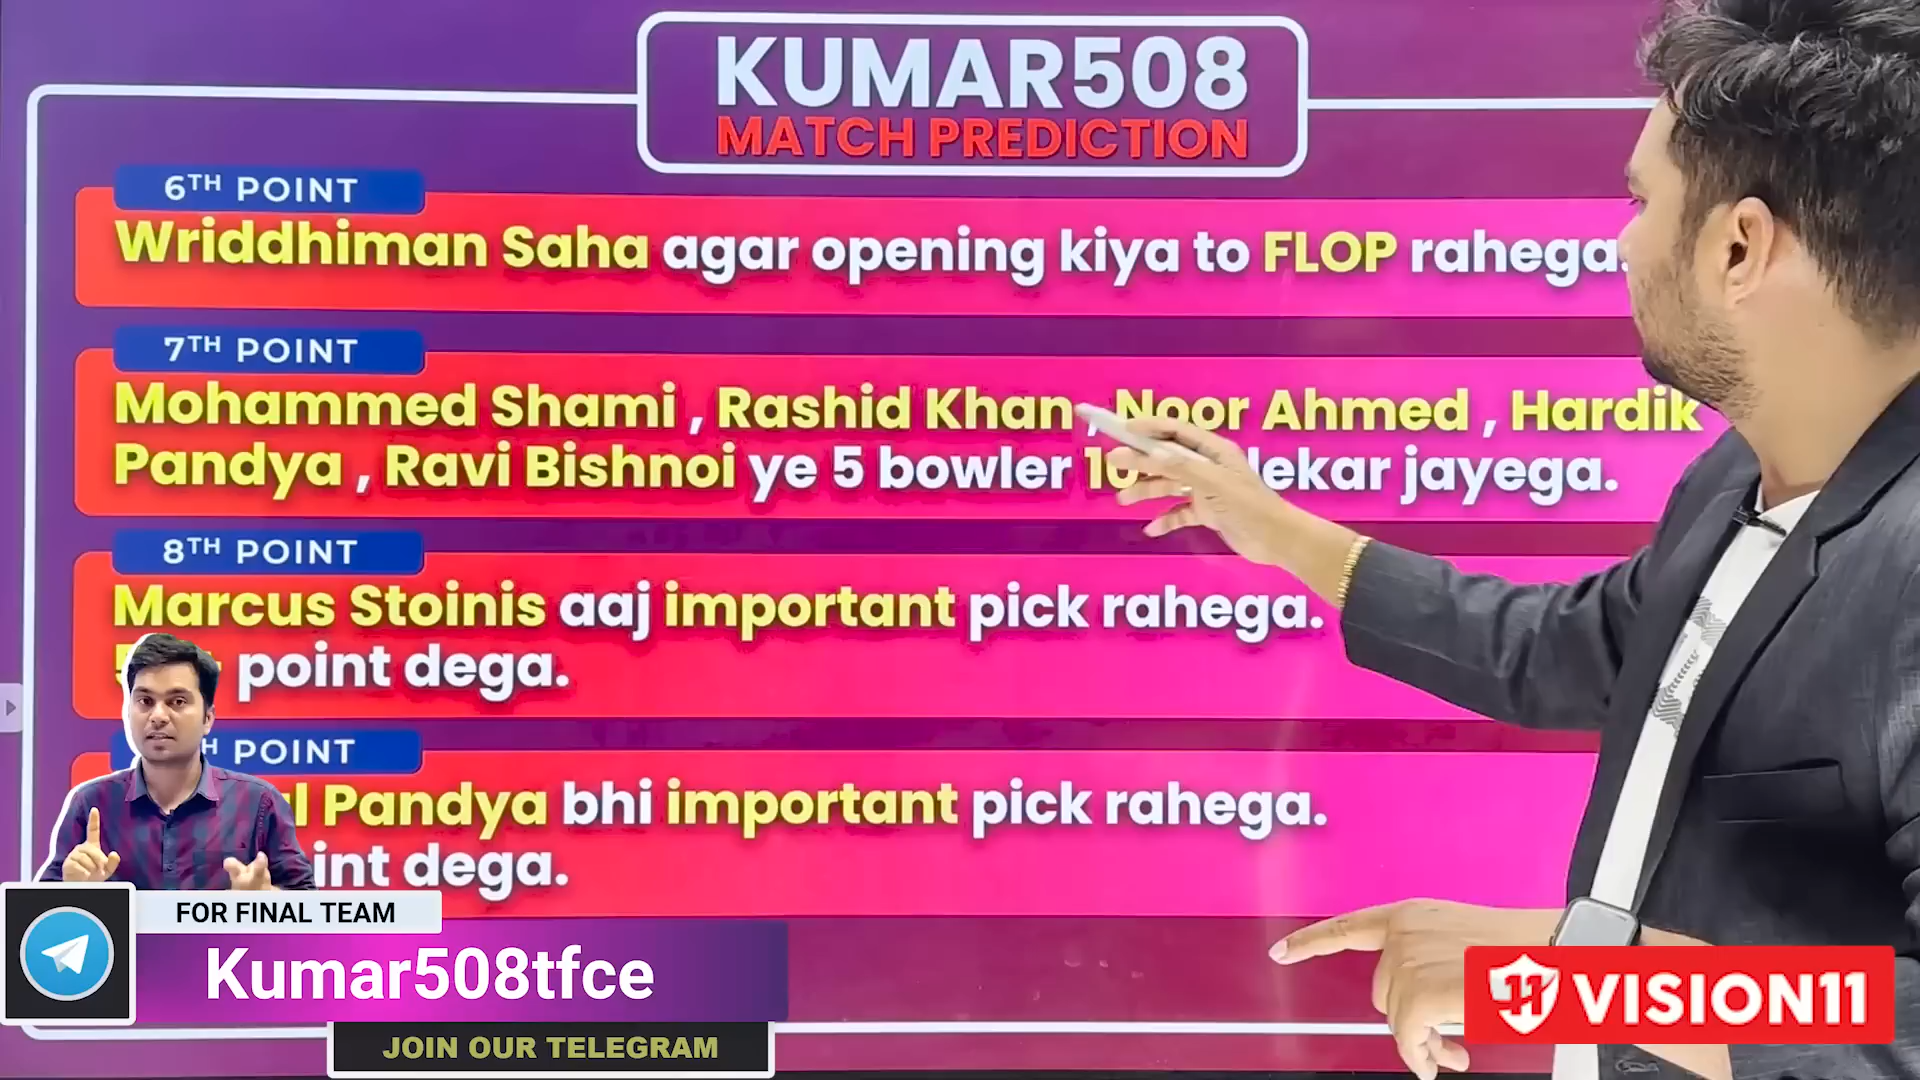 KUMAR508
MATCH PREDICTION
6TH POINT
Wriddhiman Saha agar opening kiya to FLOP rahega.
7TH POINT
Mohammed Shami , Rashid Khan , Noor Ahmed , Hardik
Pandya , Ravi Bishnoi ye 5 bowler lekar jayega.
8TH POINT
Marcus Stoinis aaj important pick rahega.
point dega.
POINT
Pandya bhi important pick rahega.
dega.
FOR FINAL TEAM
Kumar508tfce
JOIN OUR TELEGRAM
VISION11